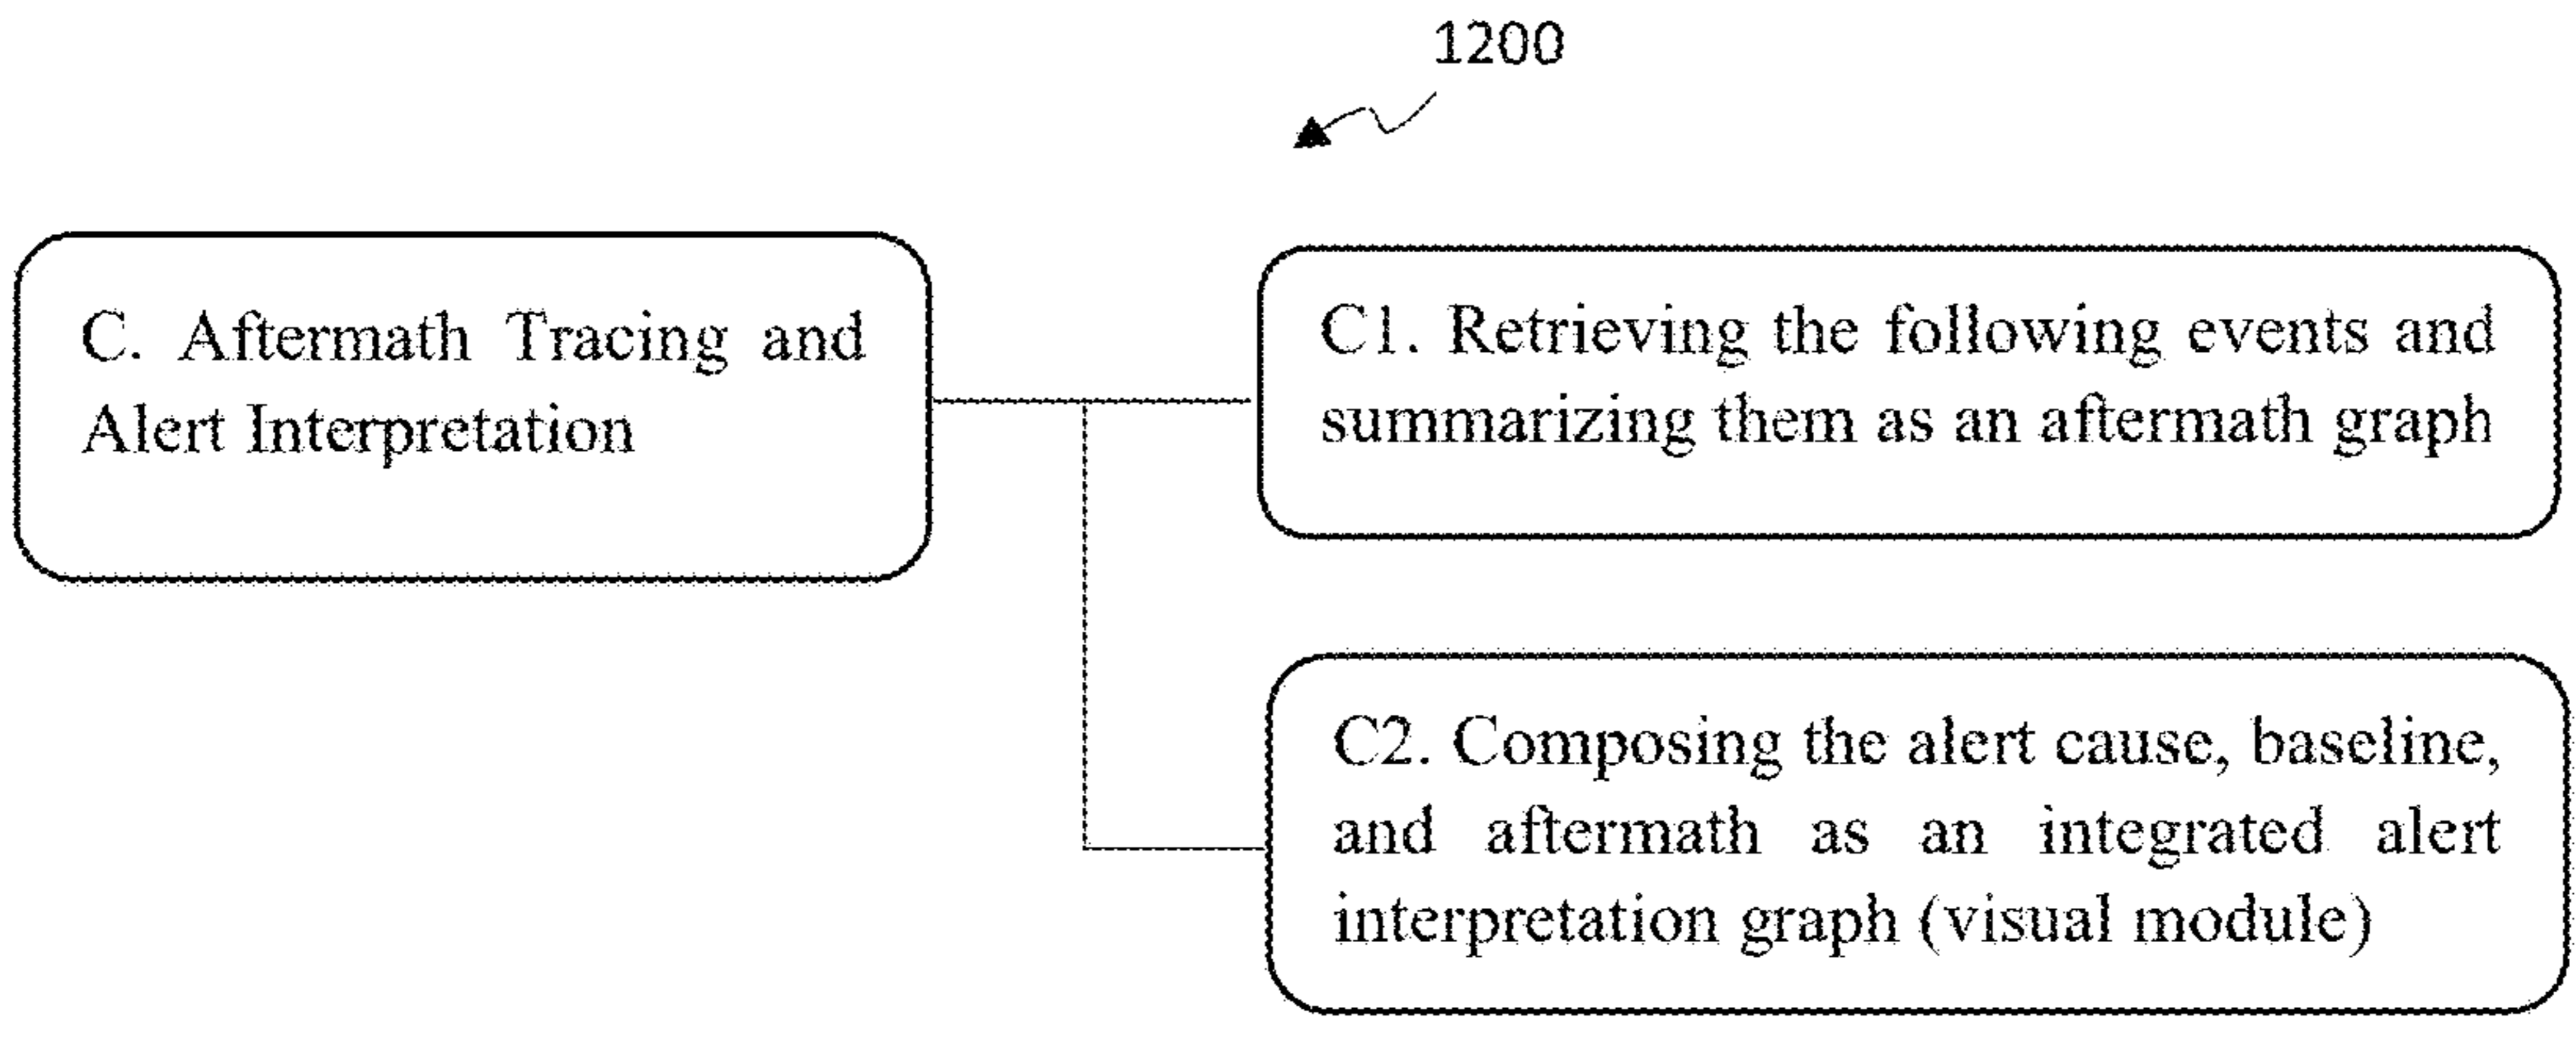 1200
C. Aftermath Tracing and
Alert Interpretation
C1. Retrieving the following events and
summarizing them as an aftermath graph
C2. Composing the alert cause, baseline,
and aftermath as an integrated alert
interpretation graph (visual module)